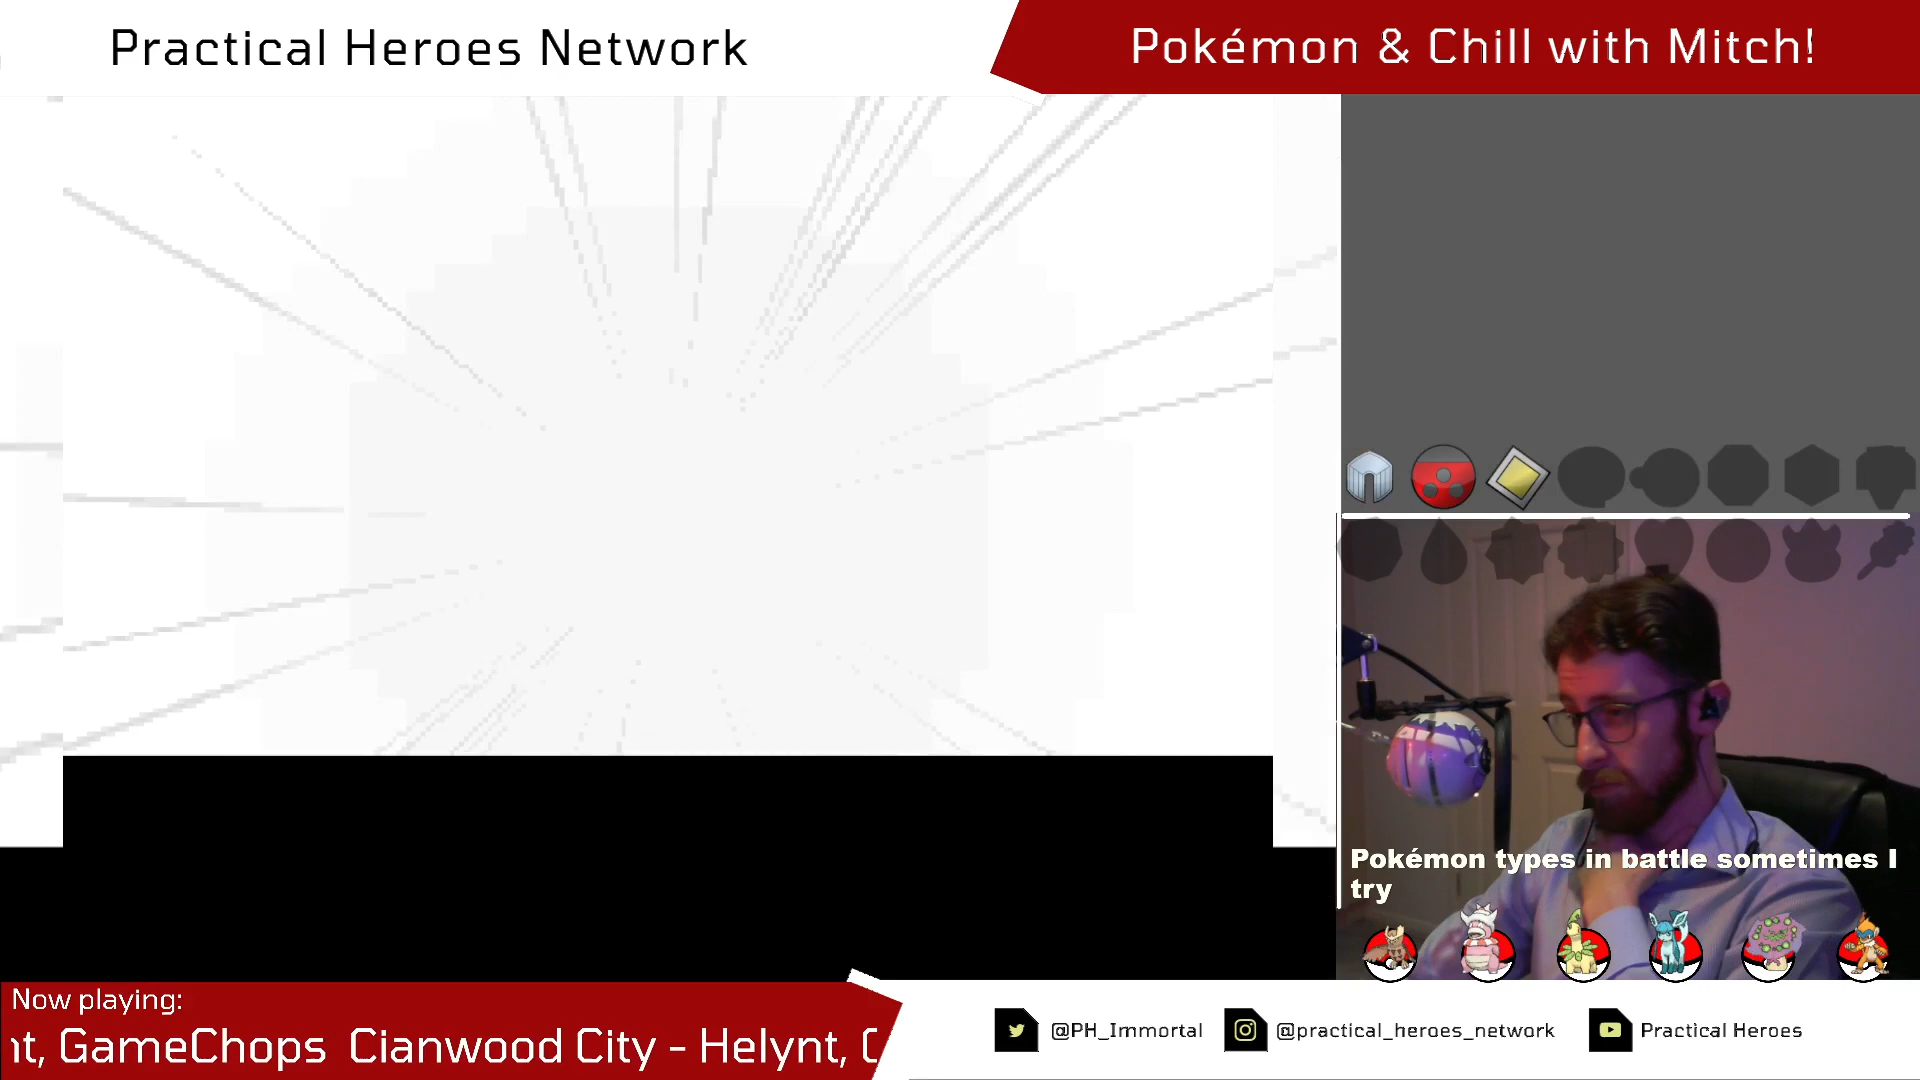 Practical Heroes Network
Pokémon & Chill with Mitch!
Pokémon types in battle sometimes I
try
Now playing:
GameChops Cianwood City - Helynt,
@PH_Immortal
@practical_heroes_network
Practical Heroes